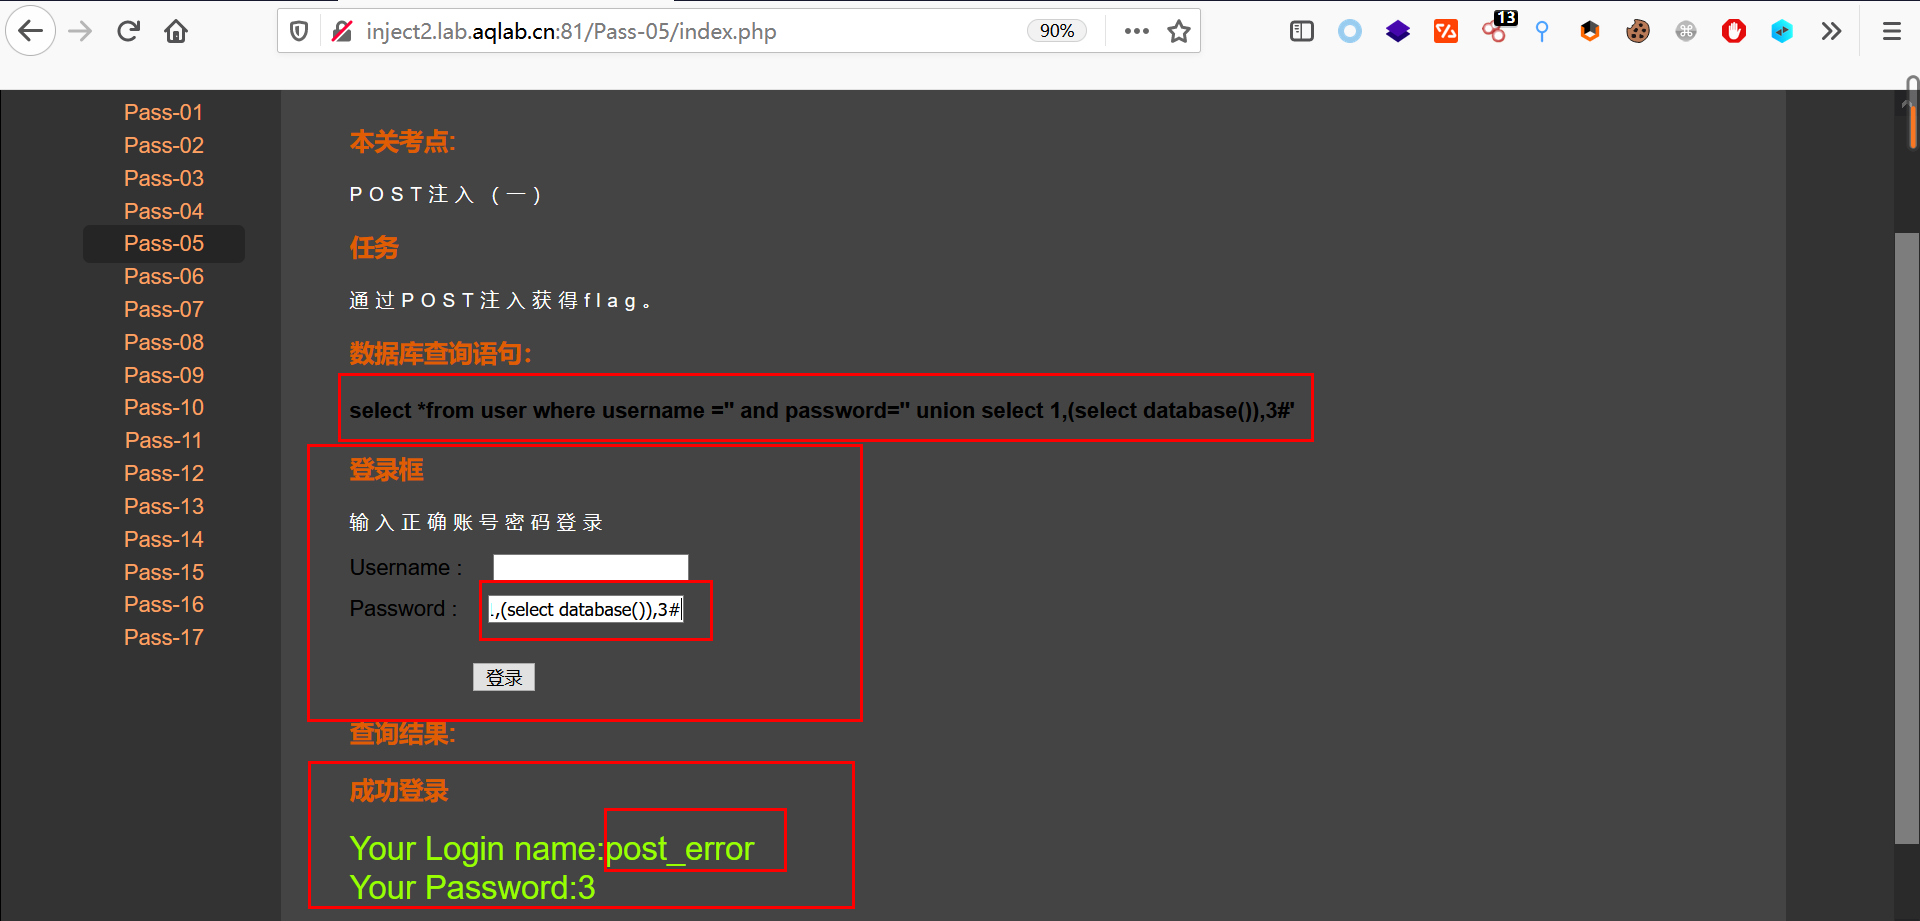 inject2.lab.aqlab.cn:81/Pass-05/index.php
90%
13
Pass-01
Pass-02
Pass-03
Pass-04
Pass-05
Pass-06
Pass-07
Pass-08
Pass-09
Pass-10
Pass-11
Pass-12
Pass-13
Pass-14
Pass-15
Pass-16
Pass-17
本关考点:
POST注入 (一)
任务
通过POST注入获得flag。
数据库查询语句:
select *from user where username ='' and password='' union select 1,(select database()),3#'
登录框
输入正确账号密码登录
Username :
Password : ,(select database()),3#
登录
查询结果:
成功登录
Your Login name:post_error
Your Password:3